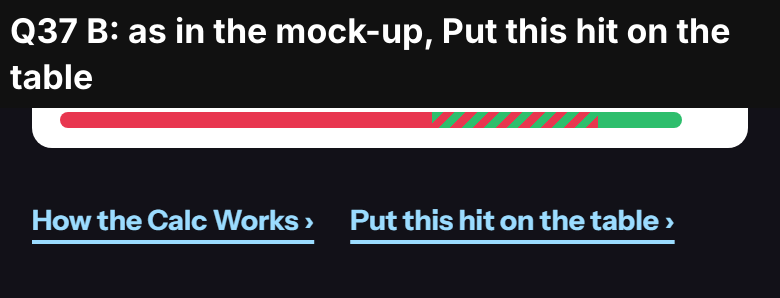 Q37 B: as in the mock-up, Put this hit on the
table
How the Calc Works ›
Put this hit on the table ›